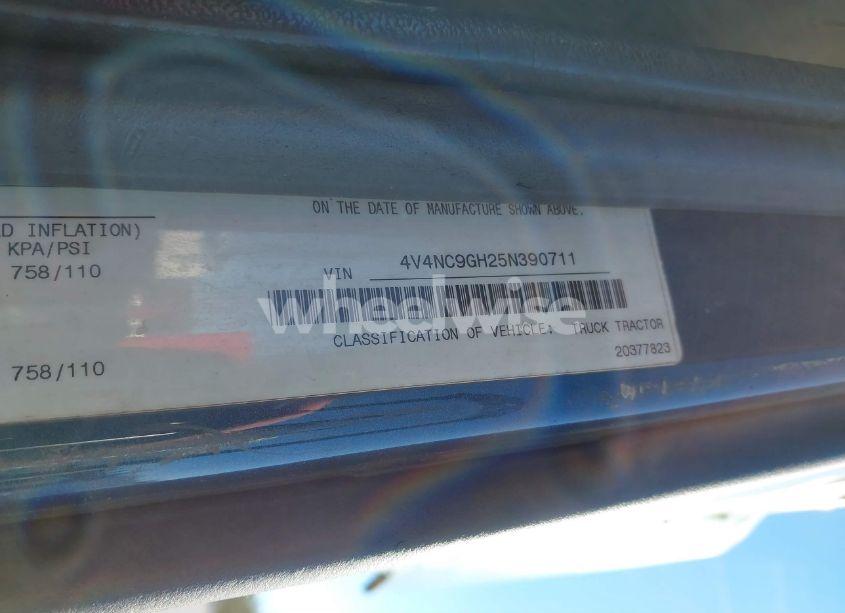 ON THE DATE OF MANUFACTURE SHOWN ABOVE.
D INFLATION)
KPA/PSI
758/110
VIN 4V4NC9GH25N390711
wheelwise
CLASSIFICATION OF VEHICLE: TRUCK TRACTOR
20377823
758/110